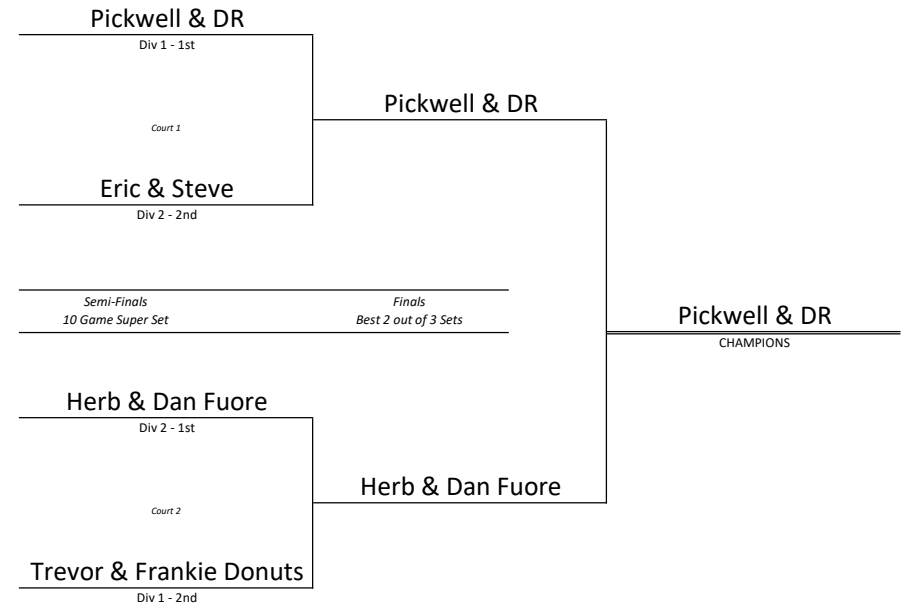 Pickwell & DR
Div 1 - 1st
Pickwell & DR
Court 1
Eric & Steve
Div 2 - 2nd
Semi-Finals
10 Game Super Set
Finals
Best 2 out of 3 Sets
Pickwell & DR
CHAMPIONS
Herb & Dan Fuore
Div 2 - 1st
Herb & Dan Fuore
Court 2
Trevor & Frankie Donuts
Div 1 - 2nd